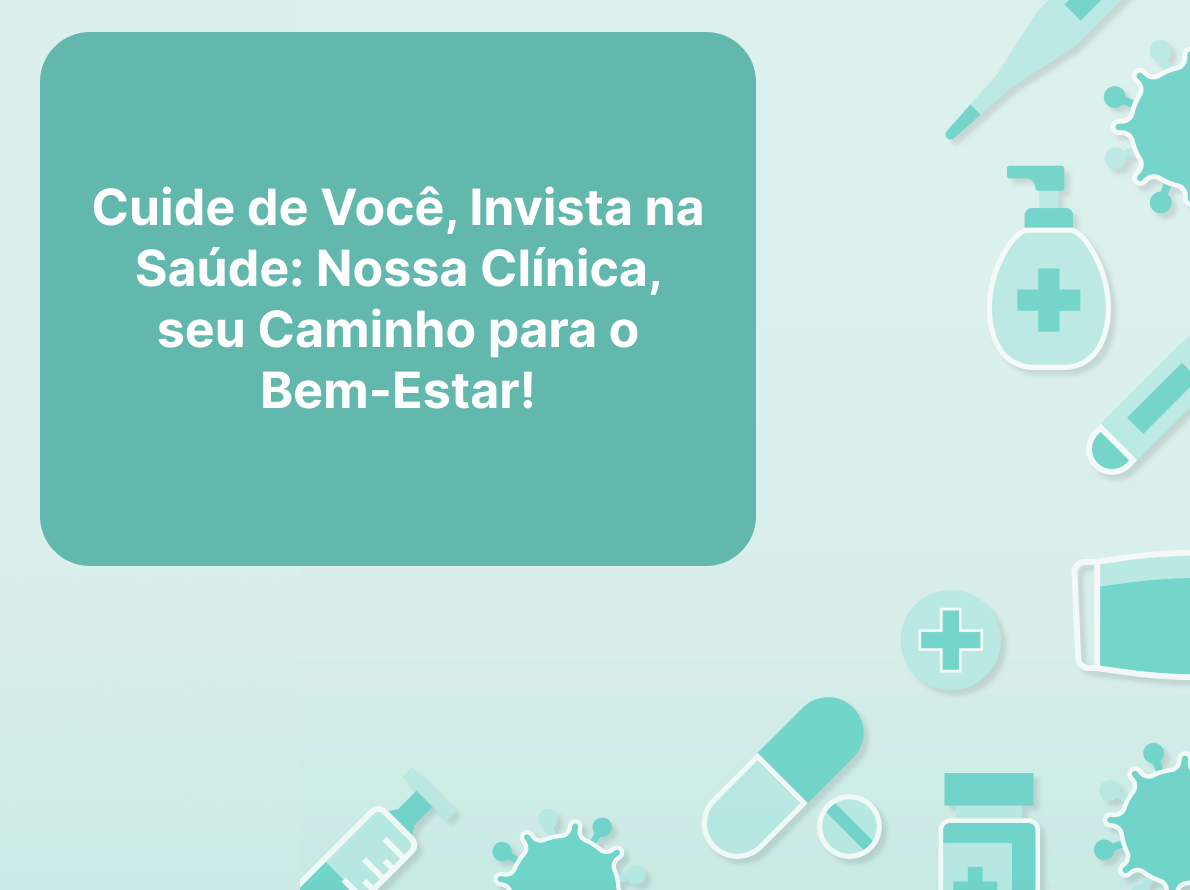 Cuide de Você, Invista na
Saúde: Nossa Clínica,
seu Caminho para o
Bem-Estar!